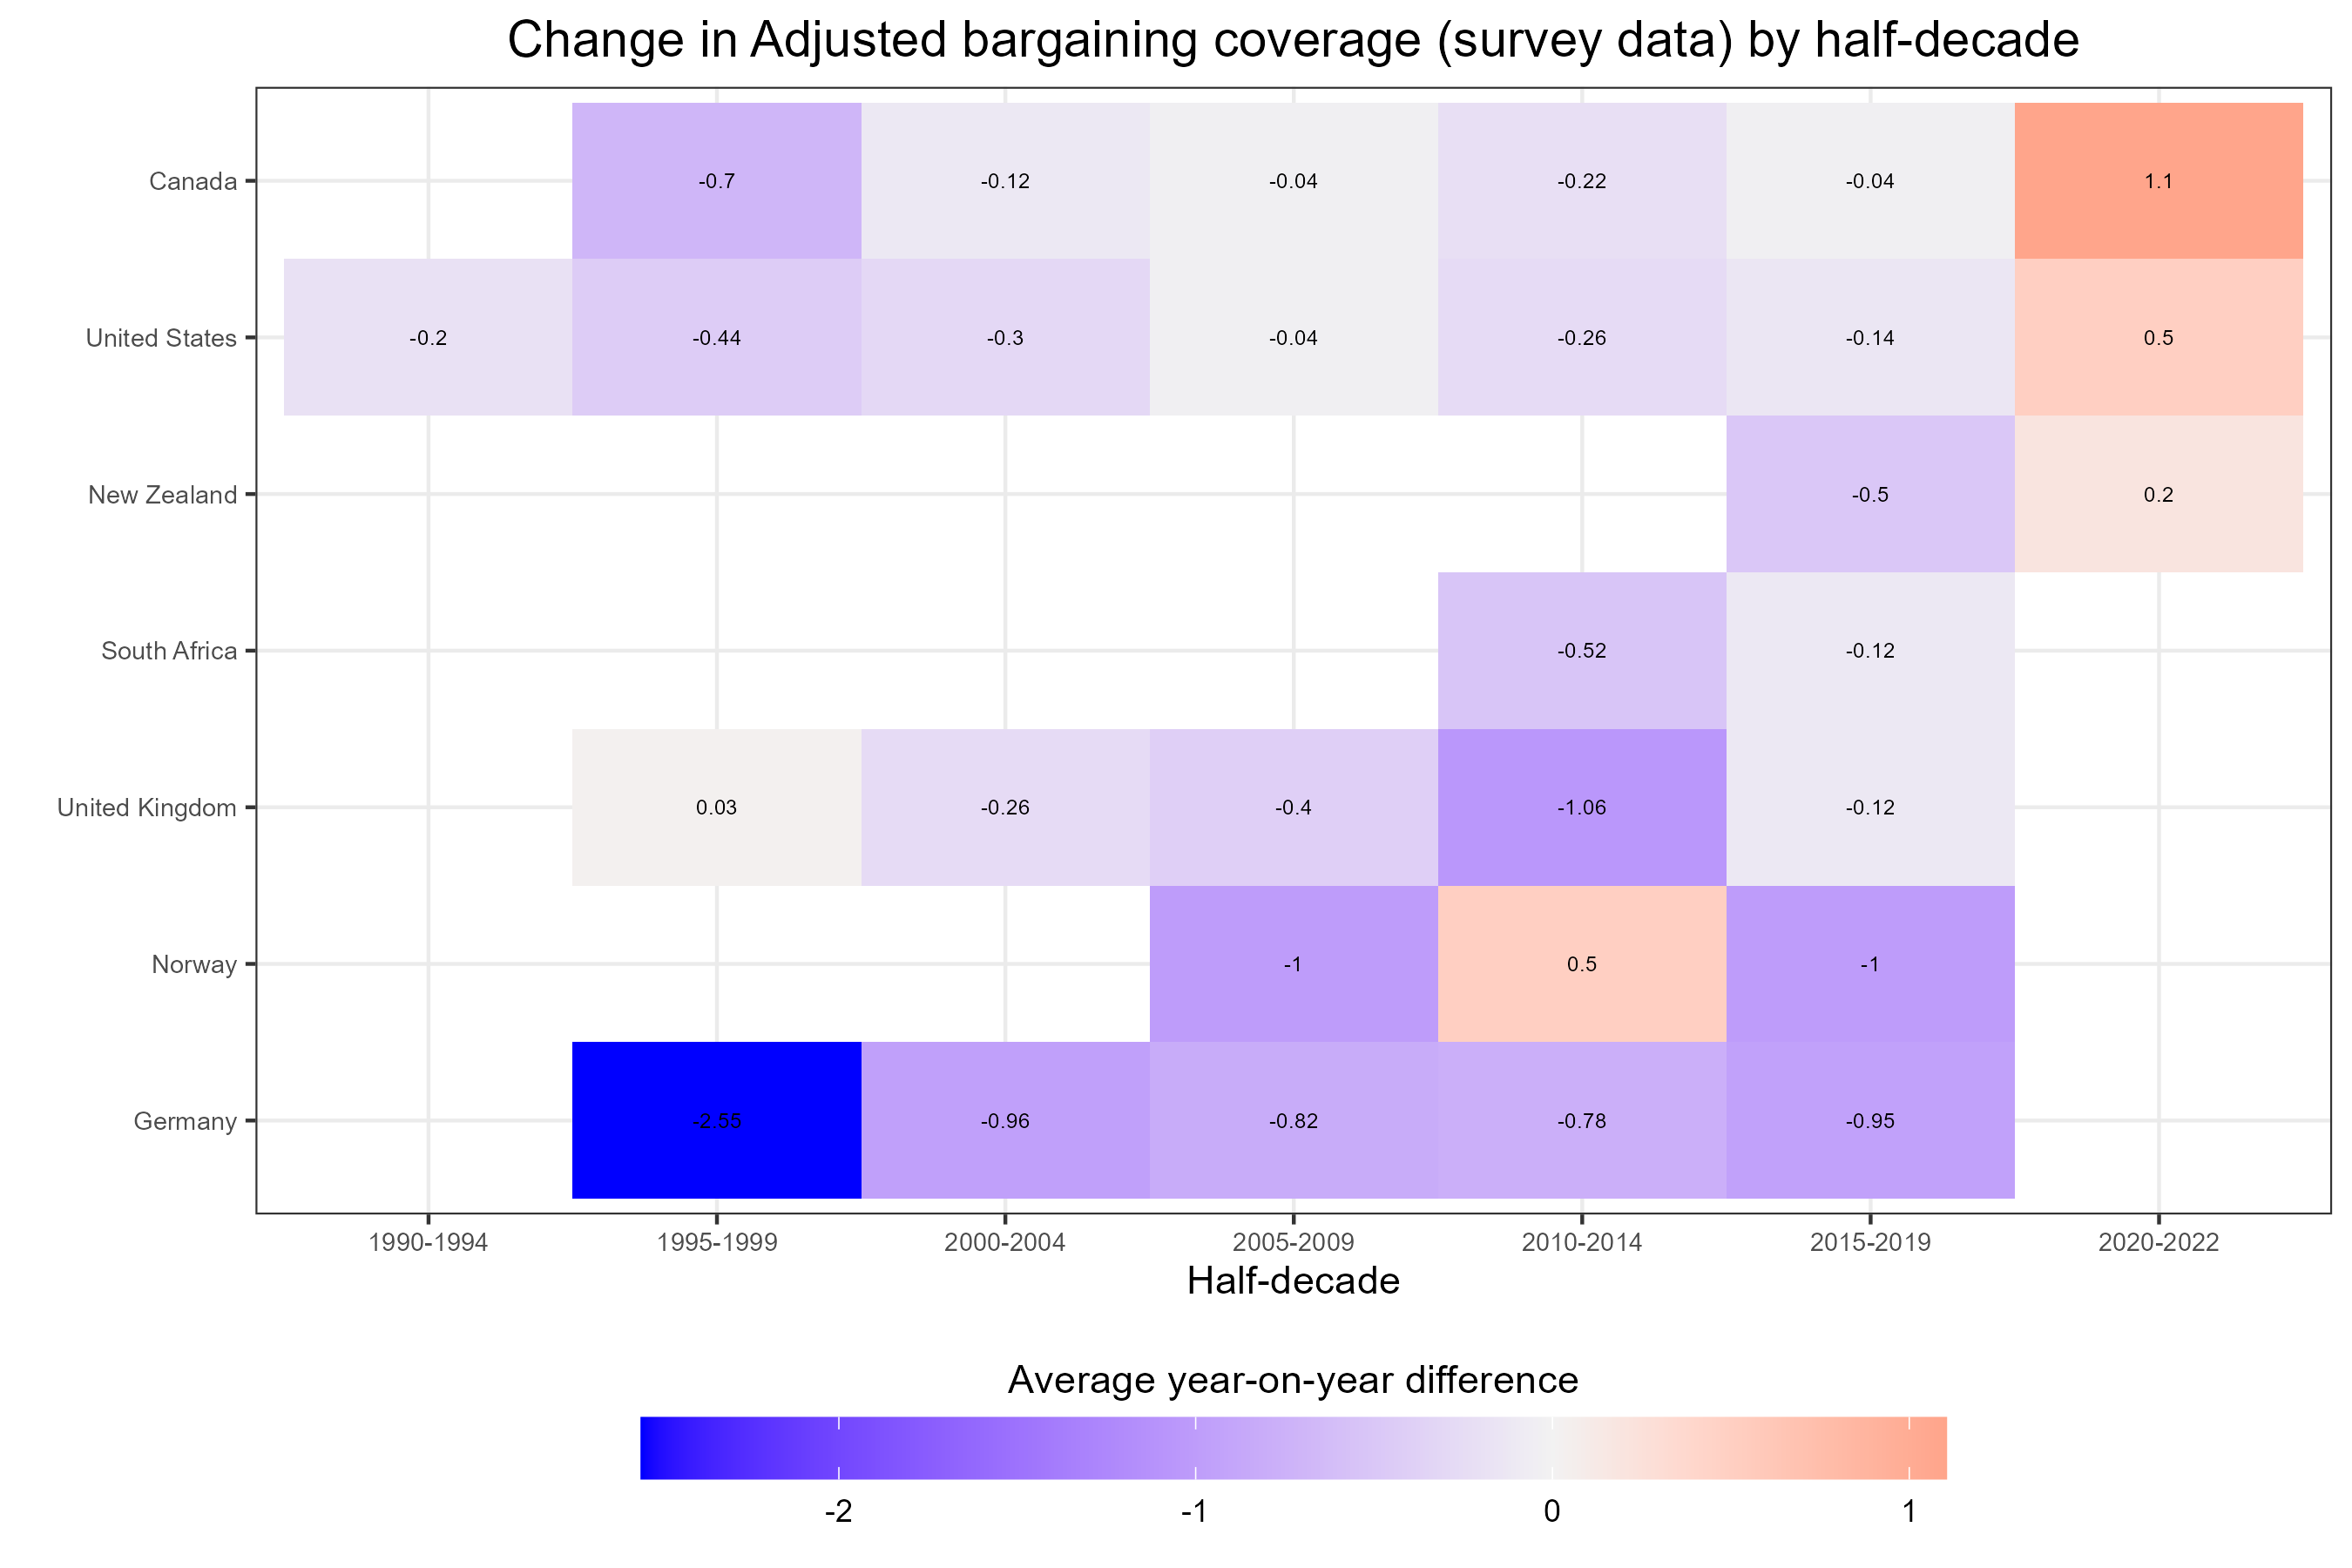 Change in Adjusted bargaining coverage (survey data) by half-decade
Canada -0.7 -0.12 -0.04 -0.22 -0.04 1.1
United States -0.2 -0.44 -0.3 -0.04 -0.26 -0.14 0.5
New Zealand -0.5 0.2
South Africa -0.52 -0.12
United Kingdom 0.03 -0.26 -0.4 -1.06 -0.12
Norway -1 0.5 -1
Germany -2.55 -0.96 -0.82 -0.78 -0.95
1990-1994 1995-1999 2000-2004 2005-2009 2010-2014 2015-2019 2020-2022
Half-decade
Average year-on-year difference
-2 -1 0 1